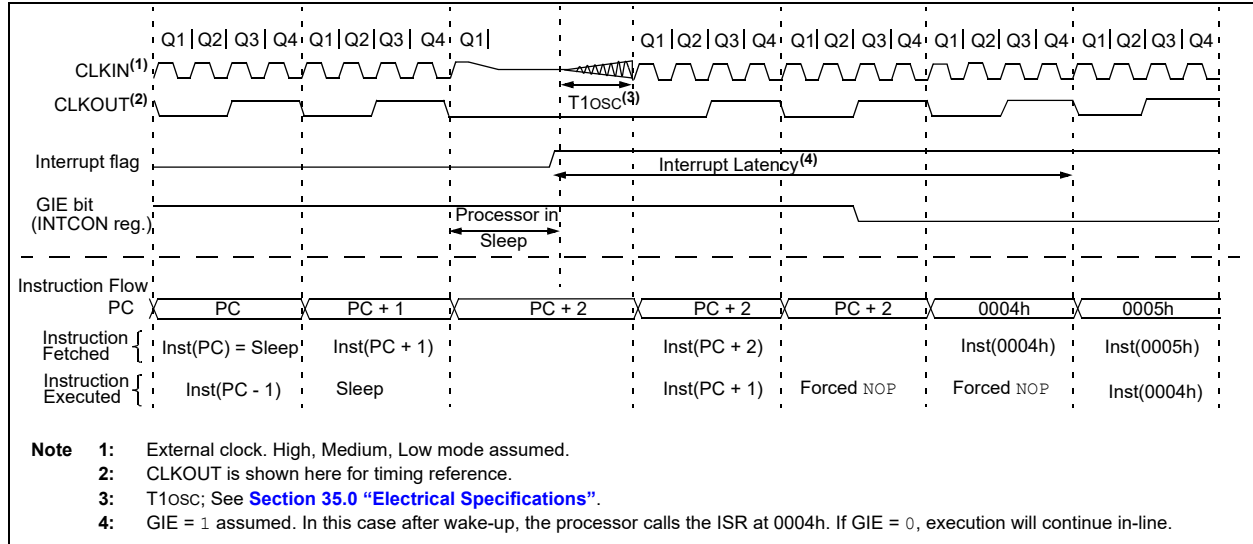 Q1 Q2 Q3 Q4 Q1 Q2 Q3 Q4 Q1 Q1 Q2 Q3 Q4 Q1 Q2 Q3 Q4 Q1 Q2 Q3 Q4 Q1 Q2 Q3 Q4
CLKIN(1)
CLKOUT(2)
T1OSC(3)
Interrupt flag
Interrupt Latency(4)
GIE bit
(INTCON reg.)
Processor in
Sleep
Instruction Flow
PC PC PC + 1 PC + 2 PC + 2 PC + 2 0004h 0005h
Instruction
Fetched
Inst(PC) = Sleep Inst(PC + 1) Inst(PC + 2) Inst(0004h) Inst(0005h)
Instruction
Executed
Inst(PC - 1) Sleep Inst(PC + 1) Forced NOP Forced NOP Inst(0004h)
Note 1: External clock. High, Medium, Low mode assumed.
2: CLKOUT is shown here for timing reference.
3: T1OSC; See Section 35.0 “Electrical Specifications”.
4: GIE = 1 assumed. In this case after wake-up, the processor calls the ISR at 0004h. If GIE = 0, execution will continue in-line.